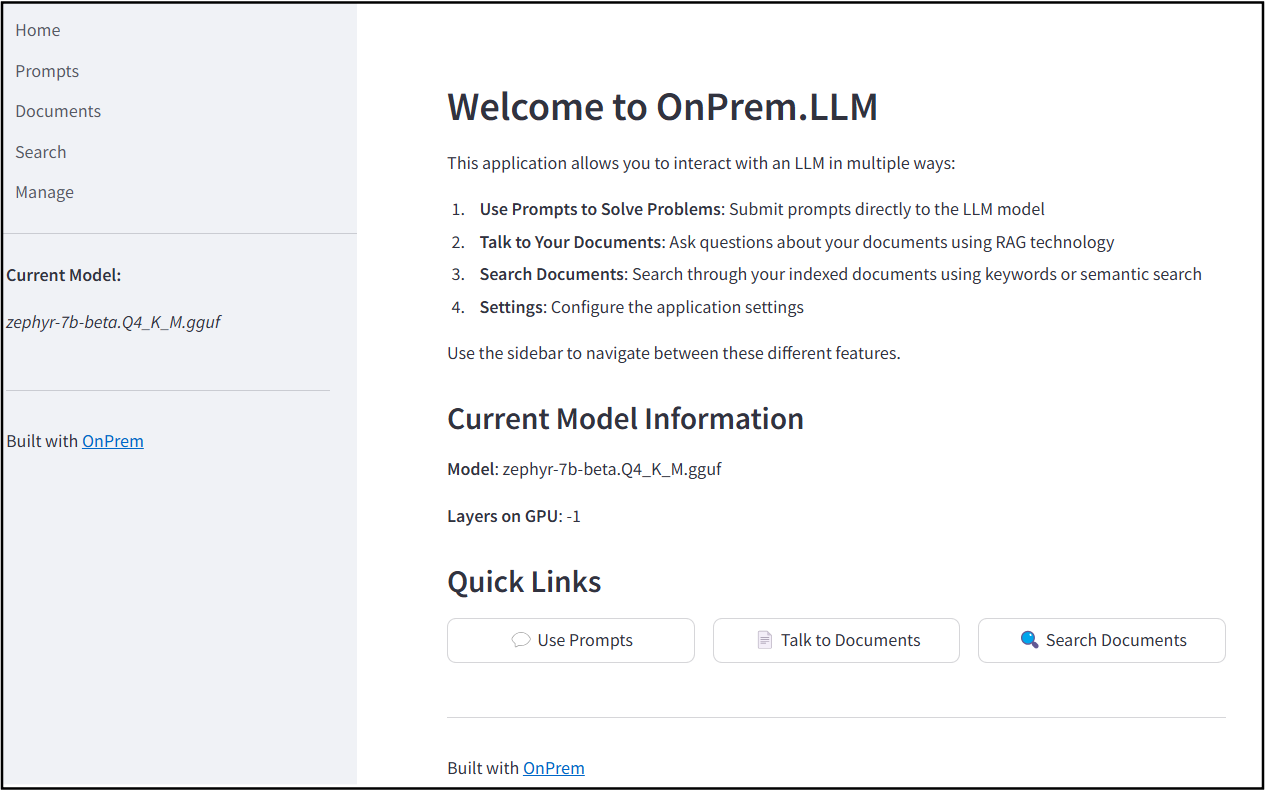 Home
Prompts
Documents
Search
Manage
Current Model:
zephyr-7b-beta.Q4_K_M.gguf
Built with OnPrem
Welcome to OnPrem.LLM
This application allows you to interact with an LLM in multiple ways:
1. Use Prompts to Solve Problems: Submit prompts directly to the LLM model
2. Talk to Your Documents: Ask questions about your documents using RAG technology
3. Search Documents: Search through your indexed documents using keywords or semantic search
4. Settings: Configure the application settings
Use the sidebar to navigate between these different features.
Current Model Information
Model: zephyr-7b-beta.Q4_K_M.gguf
Layers on GPU: -1
Quick Links
Use Prompts
Talk to Documents
Search Documents
Built with OnPrem